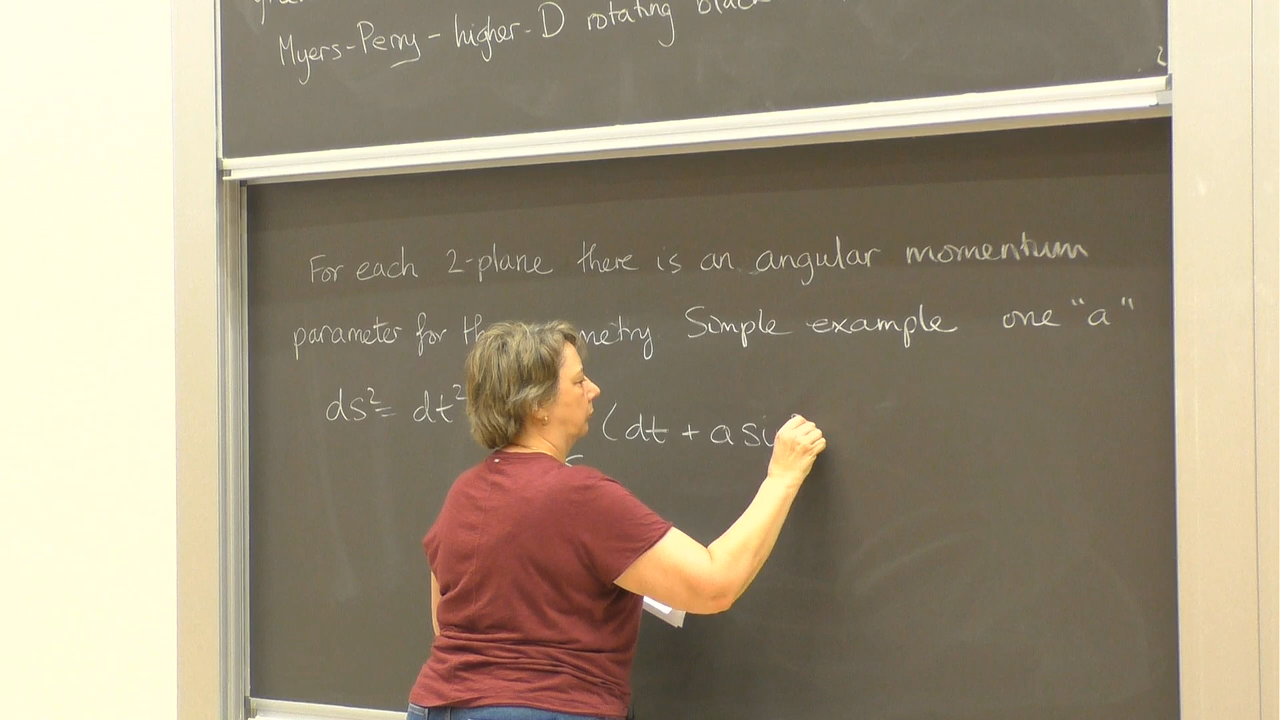 Myers-Perry - higher-D rotating
For each 2-plane there is an angular momentum
parameter for metry. Simple example one "a"
ds² = dt² (dt + a si